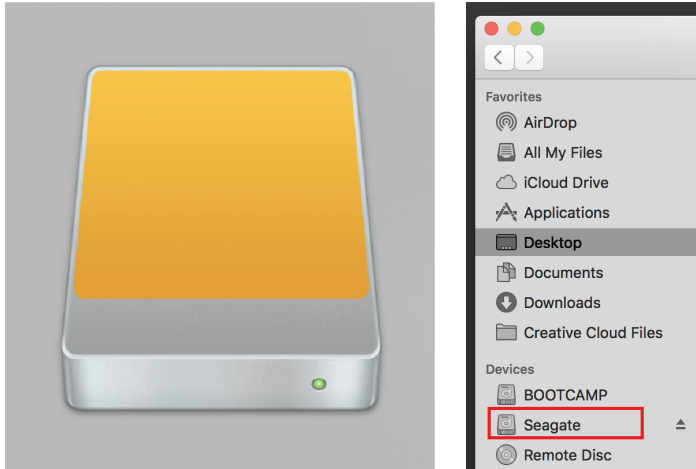 Favorites
AirDrop
All My Files
iCloud Drive
Applications
Desktop
Documents
Downloads
Creative Cloud Files
Devices
BOOTCAMP
Seagate
Remote Disc